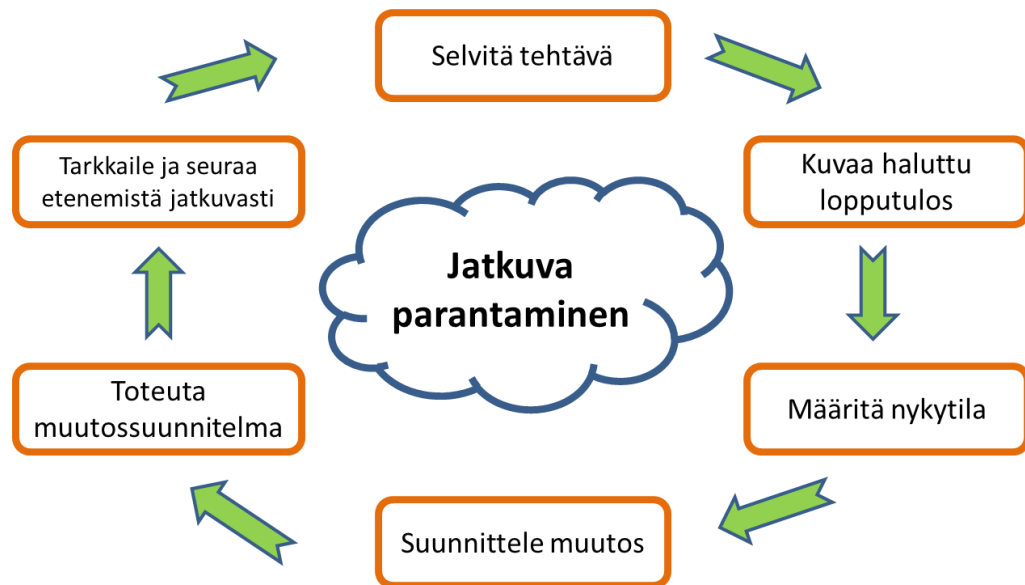 Selvitä tehtävä
Kuvaa haluttu
lopputulos
Määritä nykytila
Suunnittele muutos
Toteuta
muutossuunnitelma
Tarkkaile ja seuraa
etenemistä jatkuvasti
Jatkuva
parantaminen